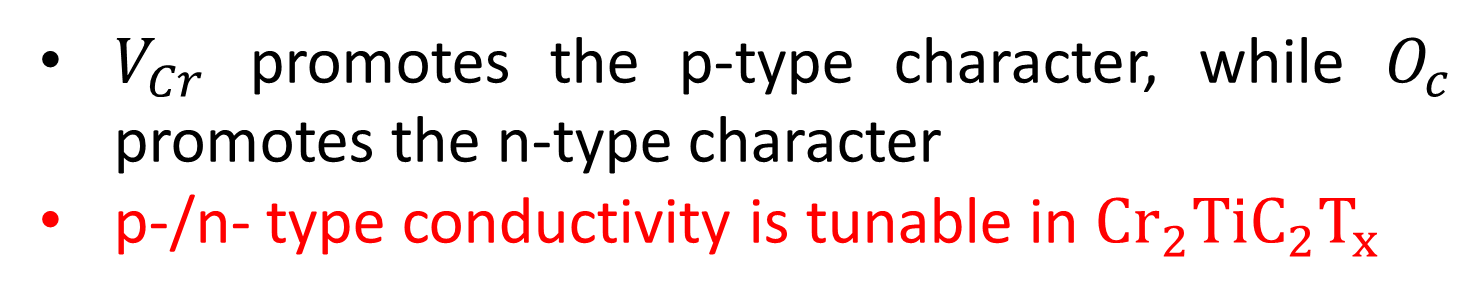 • V_Cr promotes the p-type character, while O_c
promotes the n-type character
• p-/n- type conductivity is tunable in Cr₂TiC₂Tₓ